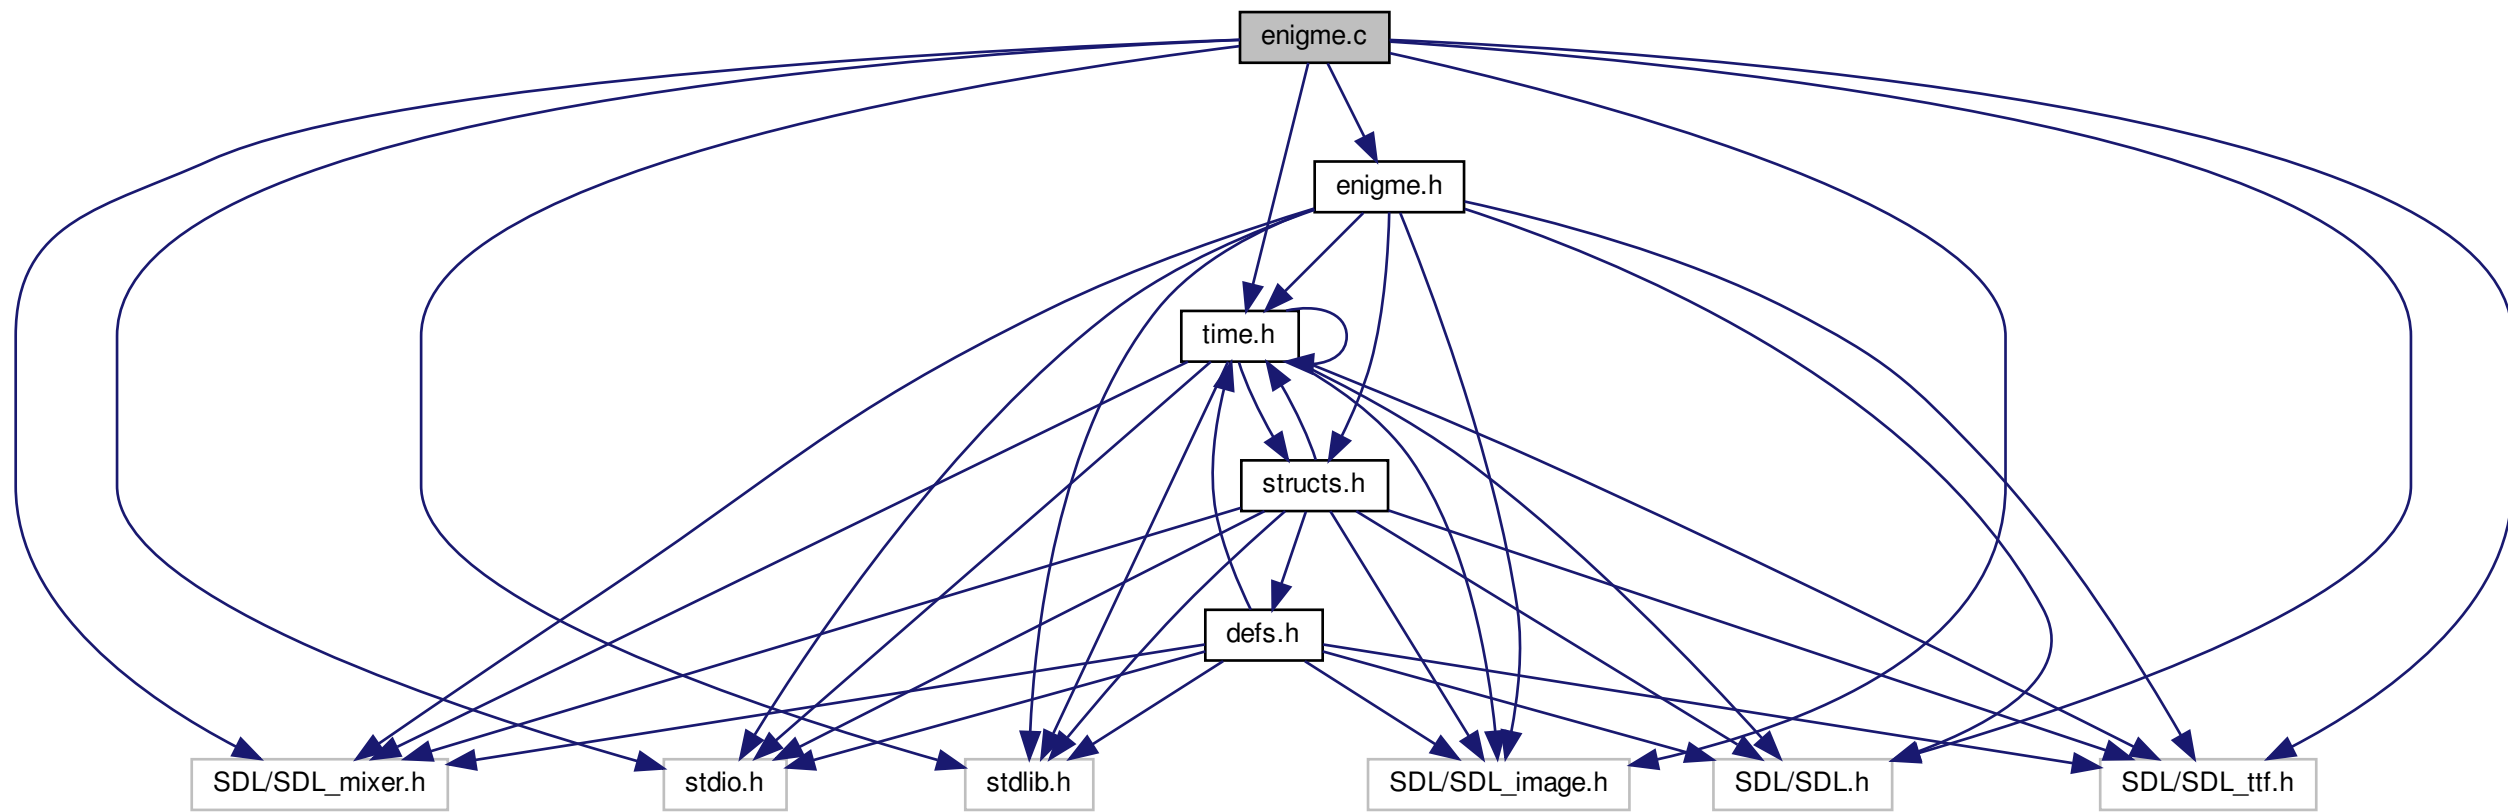 enigme.c
enigme.h
time.h
structs.h
defs.h
SDL/SDL_mixer.h
stdio.h
stdlib.h
SDL/SDL_image.h
SDL/SDL.h
SDL/SDL_ttf.h